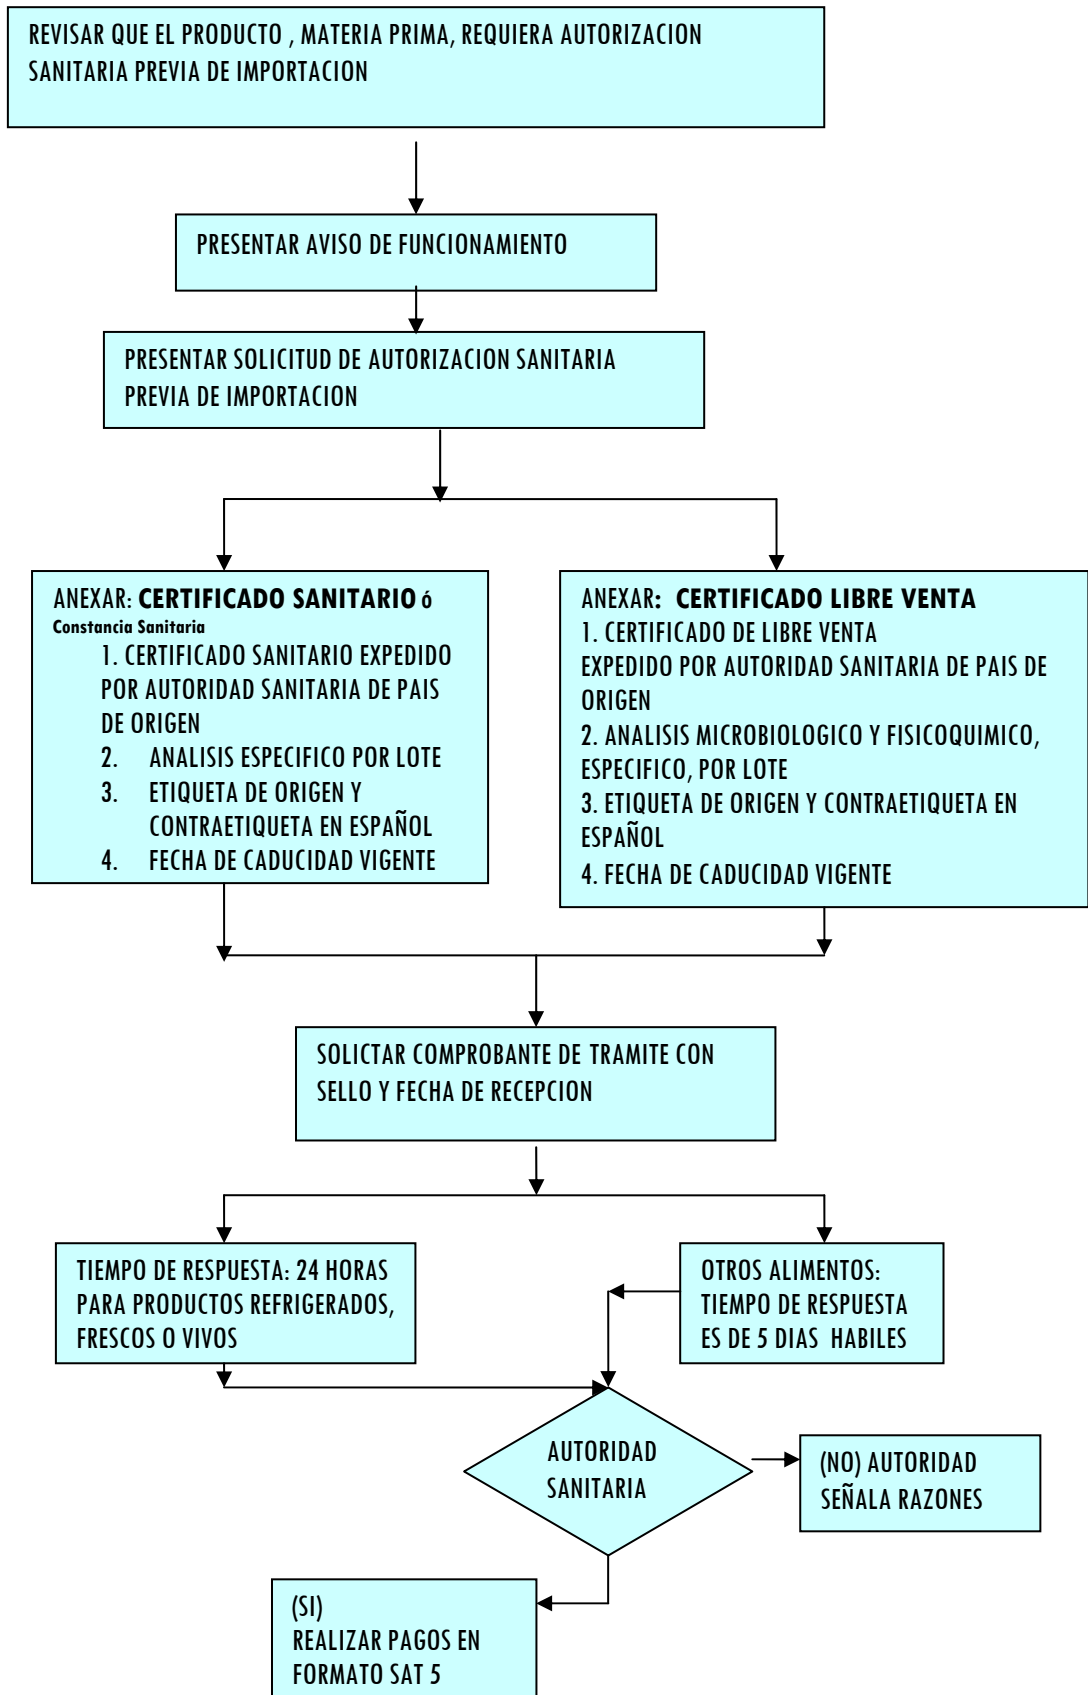 REVISAR QUE EL PRODUCTO , MATERIA PRIMA, REQUIERA AUTORIZACION
SANITARIA PREVIA DE IMPORTACION
PRESENTAR AVISO DE FUNCIONAMIENTO
PRESENTAR SOLICITUD DE AUTORIZACION SANITARIA
PREVIA DE IMPORTACION
ANEXAR: CERTIFICADO SANITARIO ó
Constancia Sanitaria
1. CERTIFICADO SANITARIO EXPEDIDO
POR AUTORIDAD SANITARIA DE PAIS
DE ORIGEN
2. ANALISIS ESPECIFICO POR LOTE
3. ETIQUETA DE ORIGEN Y
CONTRAETIQUETA EN ESPAÑOL
4. FECHA DE CADUCIDAD VIGENTE
ANEXAR: CERTIFICADO LIBRE VENTA
1. CERTIFICADO DE LIBRE VENTA
EXPEDIDO POR AUTORIDAD SANITARIA DE PAIS DE
ORIGEN
2. ANALISIS MICROBIOLOGICO Y FISICOQUIMICO,
ESPECIFICO, POR LOTE
3. ETIQUETA DE ORIGEN Y CONTRAETIQUETA EN
ESPAÑOL
4. FECHA DE CADUCIDAD VIGENTE
SOLICTAR COMPROBANTE DE TRAMITE CON
SELLO Y FECHA DE RECEPCION
TIEMPO DE RESPUESTA: 24 HORAS
PARA PRODUCTOS REFRIGERADOS,
FRESCOS O VIVOS
OTROS ALIMENTOS:
TIEMPO DE RESPUESTA
ES DE 5 DIAS HABILES
AUTORIDAD
SANITARIA
(NO) AUTORIDAD
SEÑALA RAZONES
(SI)
REALIZAR PAGOS EN
FORMATO SAT 5